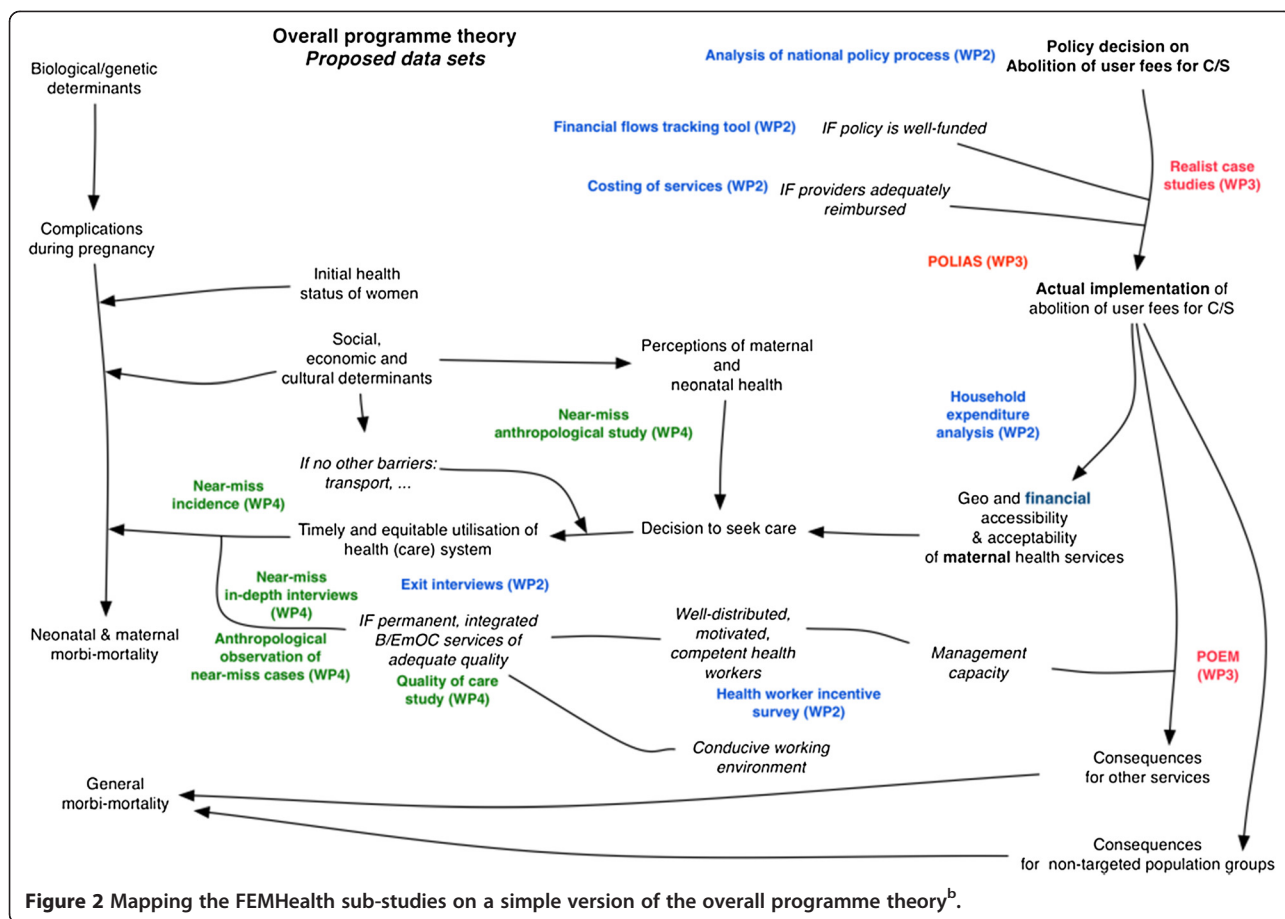 Overall programme theory
Proposed data sets
Biological/genetic
determinants
Analysis of national policy process (WP2)
Policy decision on
Abolition of user fees for C/S
Financial flows tracking tool (WP2)
IF policy is well-funded
Realist case
studies (WP3)
Costing of services (WP2)
IF providers adequately
reimbursed
Complications
during pregnancy
POLIAS (WP3)
Initial health
status of women
Actual implementation of
abolition of user fees for C/S
Social,
economic and
cultural determinants
Perceptions of maternal
and
neonatal health
Household
expenditure
analysis (WP2)
Near-miss
anthropological study (WP4)
If no other barriers:
transport, ...
Near-miss
incidence (WP4)
Timely and equitable utilisation of
health (care) system
Decision to seek care
Geo and financial
accessibility
& acceptability
of maternal health services
Near-miss
in-depth interviews
(WP4)
Exit interviews (WP2)
Neonatal & maternal
morbi-mortality
Anthropological
observation of
near-miss cases (WP4)
IF permanent, integrated
B/EmOC services of
adequate quality
Quality of care
study (WP4)
Well-distributed,
motivated,
competent health
workers
Health worker incentive
survey (WP2)
Management
capacity
POEM
(WP3)
Conducive working
environment
Consequences
for other services
General
morbi-mortality
Consequences
for non-targeted population groups
Figure 2 Mapping the FEMHealth sub-studies on a simple version of the overall programme theoryᵇ.